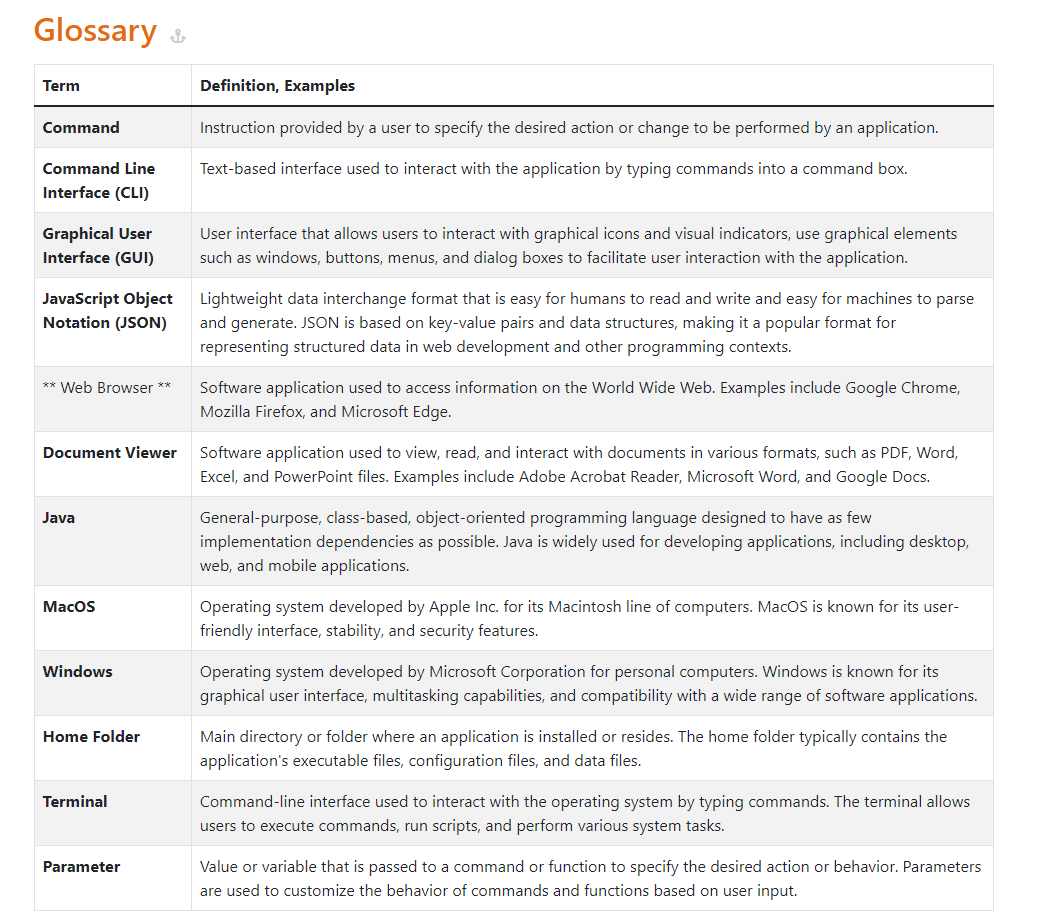 Glossary
Term
Definition, Examples
Command
Instruction provided by a user to specify the desired action or change to be performed by an application.
Command Line
Interface (CLI)
Text-based interface used to interact with the application by typing commands into a command box.
Graphical User
Interface (GUI)
User interface that allows users to interact with graphical icons and visual indicators, use graphical elements
such as windows, buttons, menus, and dialog boxes to facilitate user interaction with the application.
JavaScript Object
Notation (JSON)
Lightweight data interchange format that is easy for humans to read and write and easy for machines to parse
and generate. JSON is based on key-value pairs and data structures, making it a popular format for
representing structured data in web development and other programming contexts.
** Web Browser **
Software application used to access information on the World Wide Web. Examples include Google Chrome,
Mozilla Firefox, and Microsoft Edge.
Document Viewer
Software application used to view, read, and interact with documents in various formats, such as PDF, Word,
Excel, and PowerPoint files. Examples include Adobe Acrobat Reader, Microsoft Word, and Google Docs.
Java
General-purpose, class-based, object-oriented programming language designed to have as few
implementation dependencies as possible. Java is widely used for developing applications, including desktop,
web, and mobile applications.
MacOS
Operating system developed by Apple Inc. for its Macintosh line of computers. MacOS is known for its user-
friendly interface, stability, and security features.
Windows
Operating system developed by Microsoft Corporation for personal computers. Windows is known for its
graphical user interface, multitasking capabilities, and compatibility with a wide range of software applications.
Home Folder
Main directory or folder where an application is installed or resides. The home folder typically contains the
application's executable files, configuration files, and data files.
Terminal
Command-line interface used to interact with the operating system by typing commands. The terminal allows
users to execute commands, run scripts, and perform various system tasks.
Parameter
Value or variable that is passed to a command or function to specify the desired action or behavior. Parameters
are used to customize the behavior of commands and functions based on user input.